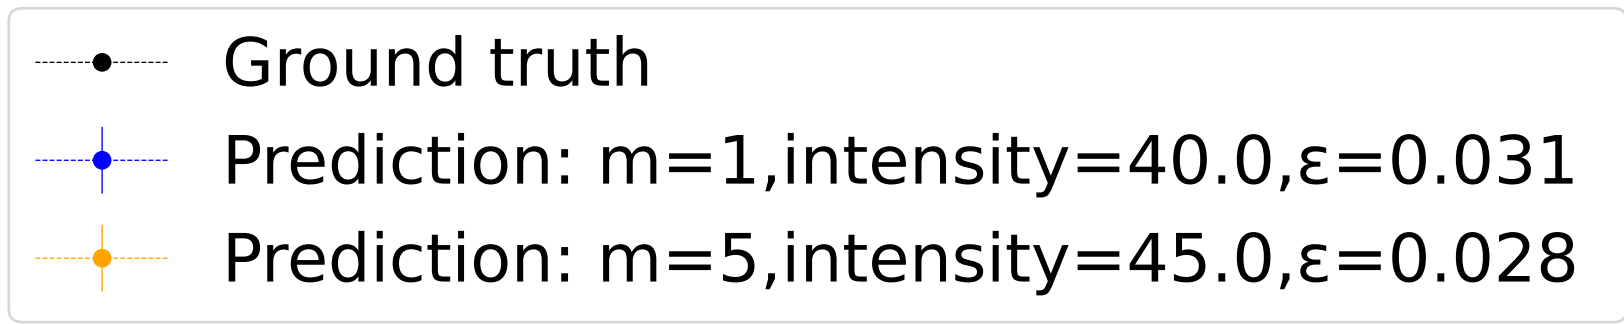 Ground truth
Prediction: m=1,intensity=40.0,ε=0.031
Prediction: m=5,intensity=45.0,ε=0.028